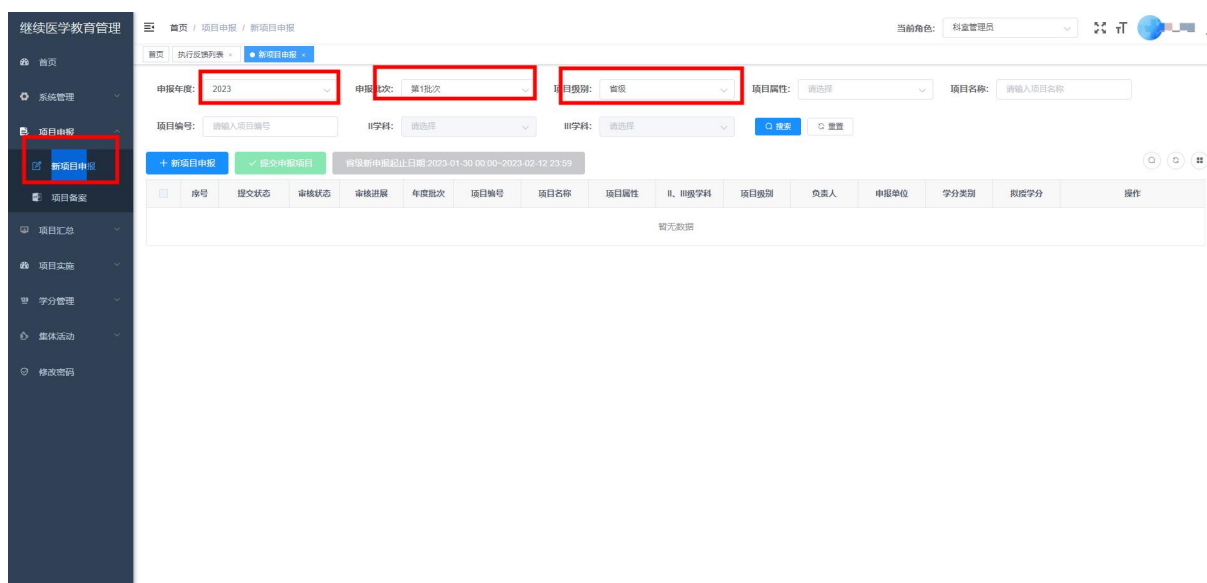 继续医学教育管理
首页 / 项目申报 / 新项目申报
当前角色: 科室管理员
首页 执行反馈列表 × 新项目申报 ×
首页
系统管理
项目申报
新项目申报
项目备案
项目汇总
项目实施
学分管理
集体活动
修改密码
申报年度: 2023 申报批次: 第1批次 项目级别: 省级 项目属性: 请选择 项目名称: 请输入项目名称
项目编号: 请输入项目编号 II学科: 请选择 III学科: 请选择 搜索 重置
+ 新项目申报 ✓ 提交申报项目 省级新申报起止日期:2023-01-30 00:00~2023-02-12 23:59
序号 提交状态 审核状态 审核进展 年度批次 项目编号 项目名称 项目属性 II、III级学科 项目级别 负责人 申报单位 学分类别 拟授学分 操作
暂无数据